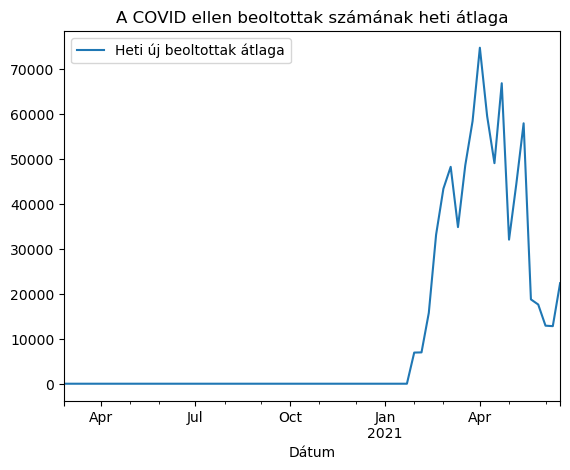 A COVID ellen beoltottak számának heti átlaga
Heti új beoltottak átlaga
70000
60000
50000
40000
30000
20000
10000
0
Apr
Jul
Oct
Jan
2021
Apr
Dátum